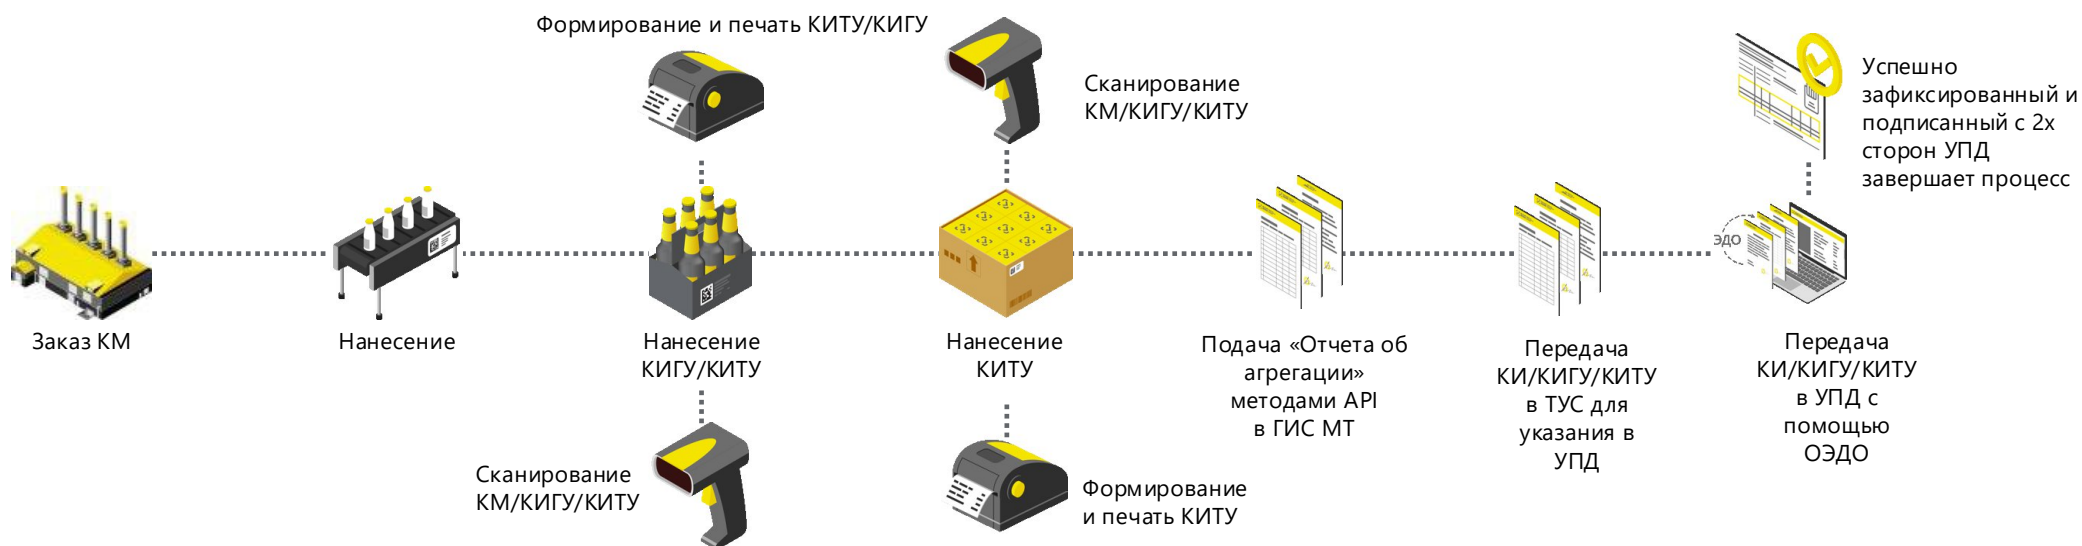 Формирование и печать КИТУ/КИГУ
Сканирование
КМ/КИГУ/КИТУ
Успешно
зафиксированный и
подписанный с 2х
сторон УПД
завершает процесс
ЭДО
Заказ КМ
Нанесение
Нанесение
КИГУ/КИТУ
Нанесение
КИТУ
Подача «Отчета об
агрегации»
методами API
в ГИС МТ
Передача
КИ/КИГУ/КИТУ
в ТУС для
указания в
УПД
Передача
КИ/КИГУ/КИТУ
в УПД с
помощью
ОЭДО
Сканирование
КМ/КИГУ/КИТУ
Формирование
и печать КИТУ